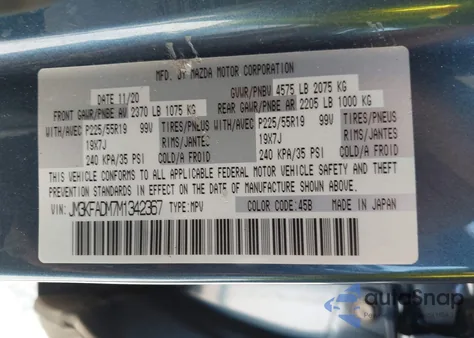 MFD. BY MAZDA MOTOR CORPORATION
DATE 11/20 GVWR/PNBV 4575 LB 2075 KG
FRONT GAWR/PNBE AV 2370 LB 1075 KG REAR GAWR/PNBE AR 2205 LB 1000 KG
WITH/AVEC P225/55R19 99V TIRES/PNEUS WITH/AVEC P225/55R19 99V TIRES/PNEUS
19X7J RIMS/JANTES 19X7J RIMS/JANTES
240 KPA/35 PSI COLD/A FROID 240 KPA/35 PSI COLD/A FROID
THIS VEHICLE CONFORMS TO ALL APPLICABLE FEDERAL MOTOR VEHICLE SAFETY AND THEFT
PREVENTION STANDARDS IN EFFECT ON THE DATE OF MANUFACTURE SHOWN ABOVE.
VIN: JM3KFADM7M1342367 TYPE:MPV COLOR CODE:45B MADE IN JAPAN
autoSnap